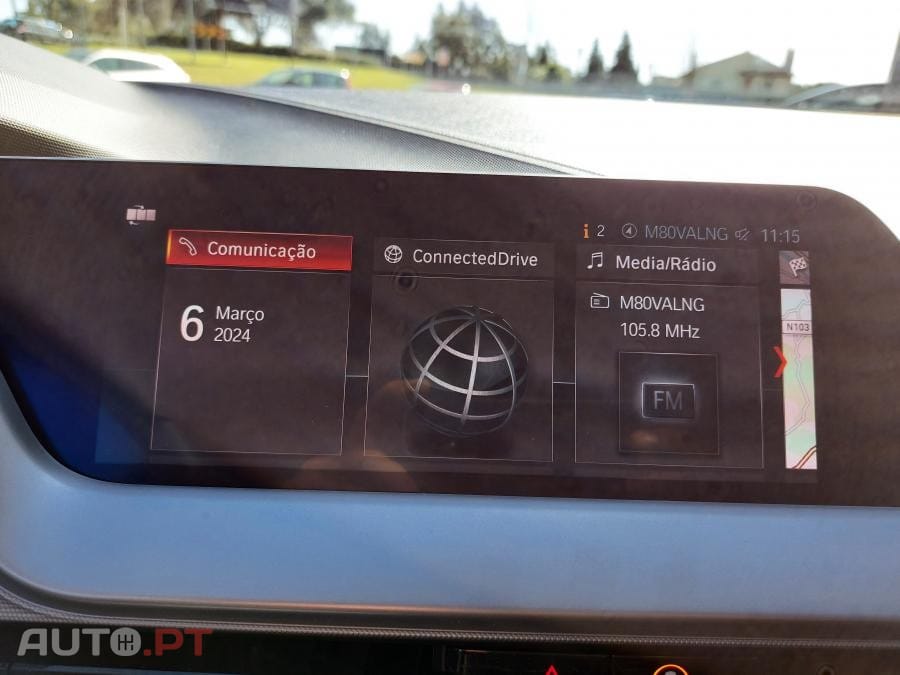 i 2 M80VALNG 11:15
Comunicação
ConnectedDrive
Media/Rádio
6 Março
2024
M80VALNG
105.8 MHz
FM
N103
AUTO.PT